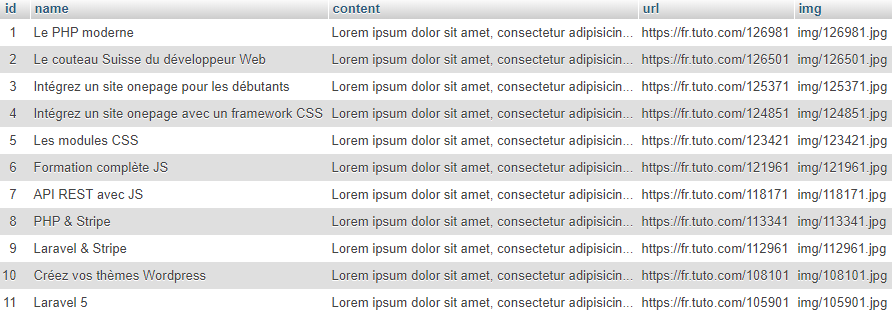 id name content url img
1 Le PHP moderne Lorem ipsum dolor sit amet, consectetur adipisicin... https://fr.tuto.com/126981 img/126981.jpg
2 Le couteau Suisse du développeur Web Lorem ipsum dolor sit amet, consectetur adipisicin... https://fr.tuto.com/126501 img/126501.jpg
3 Intégrez un site onepage pour les débutants Lorem ipsum dolor sit amet, consectetur adipisicin... https://fr.tuto.com/125371 img/125371.jpg
4 Intégrez un site onepage avec un framework CSS Lorem ipsum dolor sit amet, consectetur adipisicin... https://fr.tuto.com/124851 img/124851.jpg
5 Les modules CSS Lorem ipsum dolor sit amet, consectetur adipisicin... https://fr.tuto.com/123421 img/123421.jpg
6 Formation complète JS Lorem ipsum dolor sit amet, consectetur adipisicin... https://fr.tuto.com/121961 img/121961.jpg
7 API REST avec JS Lorem ipsum dolor sit amet, consectetur adipisicin... https://fr.tuto.com/118171 img/118171.jpg
8 PHP & Stripe Lorem ipsum dolor sit amet, consectetur adipisicin... https://fr.tuto.com/113341 img/113341.jpg
9 Laravel & Stripe Lorem ipsum dolor sit amet, consectetur adipisicin... https://fr.tuto.com/112961 img/112961.jpg
10 Créez vos thèmes Wordpress Lorem ipsum dolor sit amet, consectetur adipisicin... https://fr.tuto.com/108101 img/108101.jpg
11 Laravel 5 Lorem ipsum dolor sit amet, consectetur adipisicin... https://fr.tuto.com/105901 img/105901.jpg